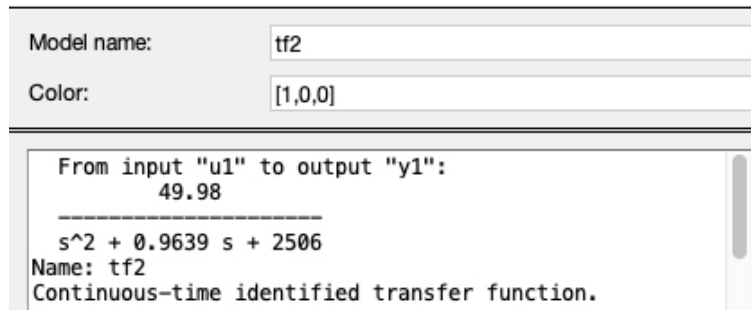 Model name: tf2
Color: [1,0,0]
From input "u1" to output "y1":
49.98
----------------------
s^2 + 0.9639 s + 2506
Name: tf2
Continuous-time identified transfer function.